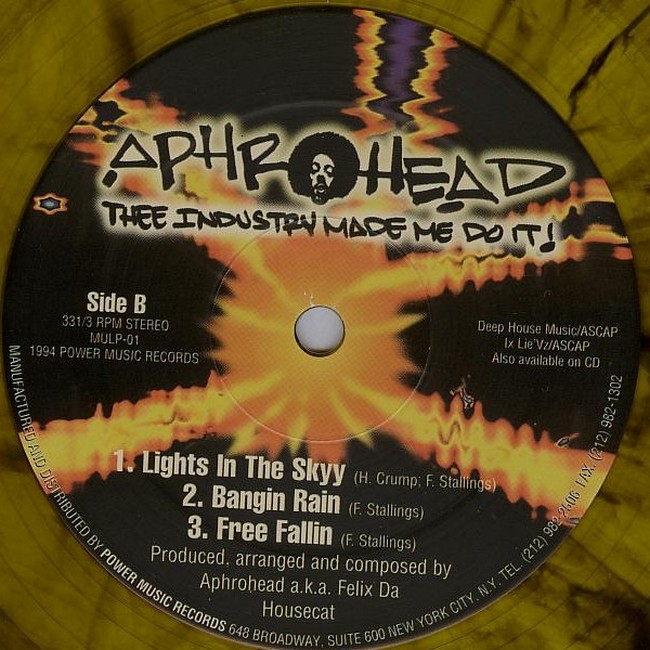 APHROHEAD
THEE INDUSTRY MADE ME DO IT!
Side B
331/3 RPM STEREO
MULP-01
1994 POWER MUSIC RECORDS
Deep House Music/ASCAP
Ix Lie'Vz/ASCAP
Also available on CD
1. Lights In The Skyy (H. Crump; F. Stallings)
2. Bangin Rain (F. Stallings)
3. Free Fallin (F. Stallings)
Produced, arranged and composed by
Aphrohead a.k.a. Felix Da
Housecat
MANUFACTURED AND DISTRIBUTED BY POWER MUSIC RECORDS 648 BROADWAY, SUITE 600 NEW YORK CITY. N.Y. TEL. (212) 982-2606 FAX. (212) 982-1302